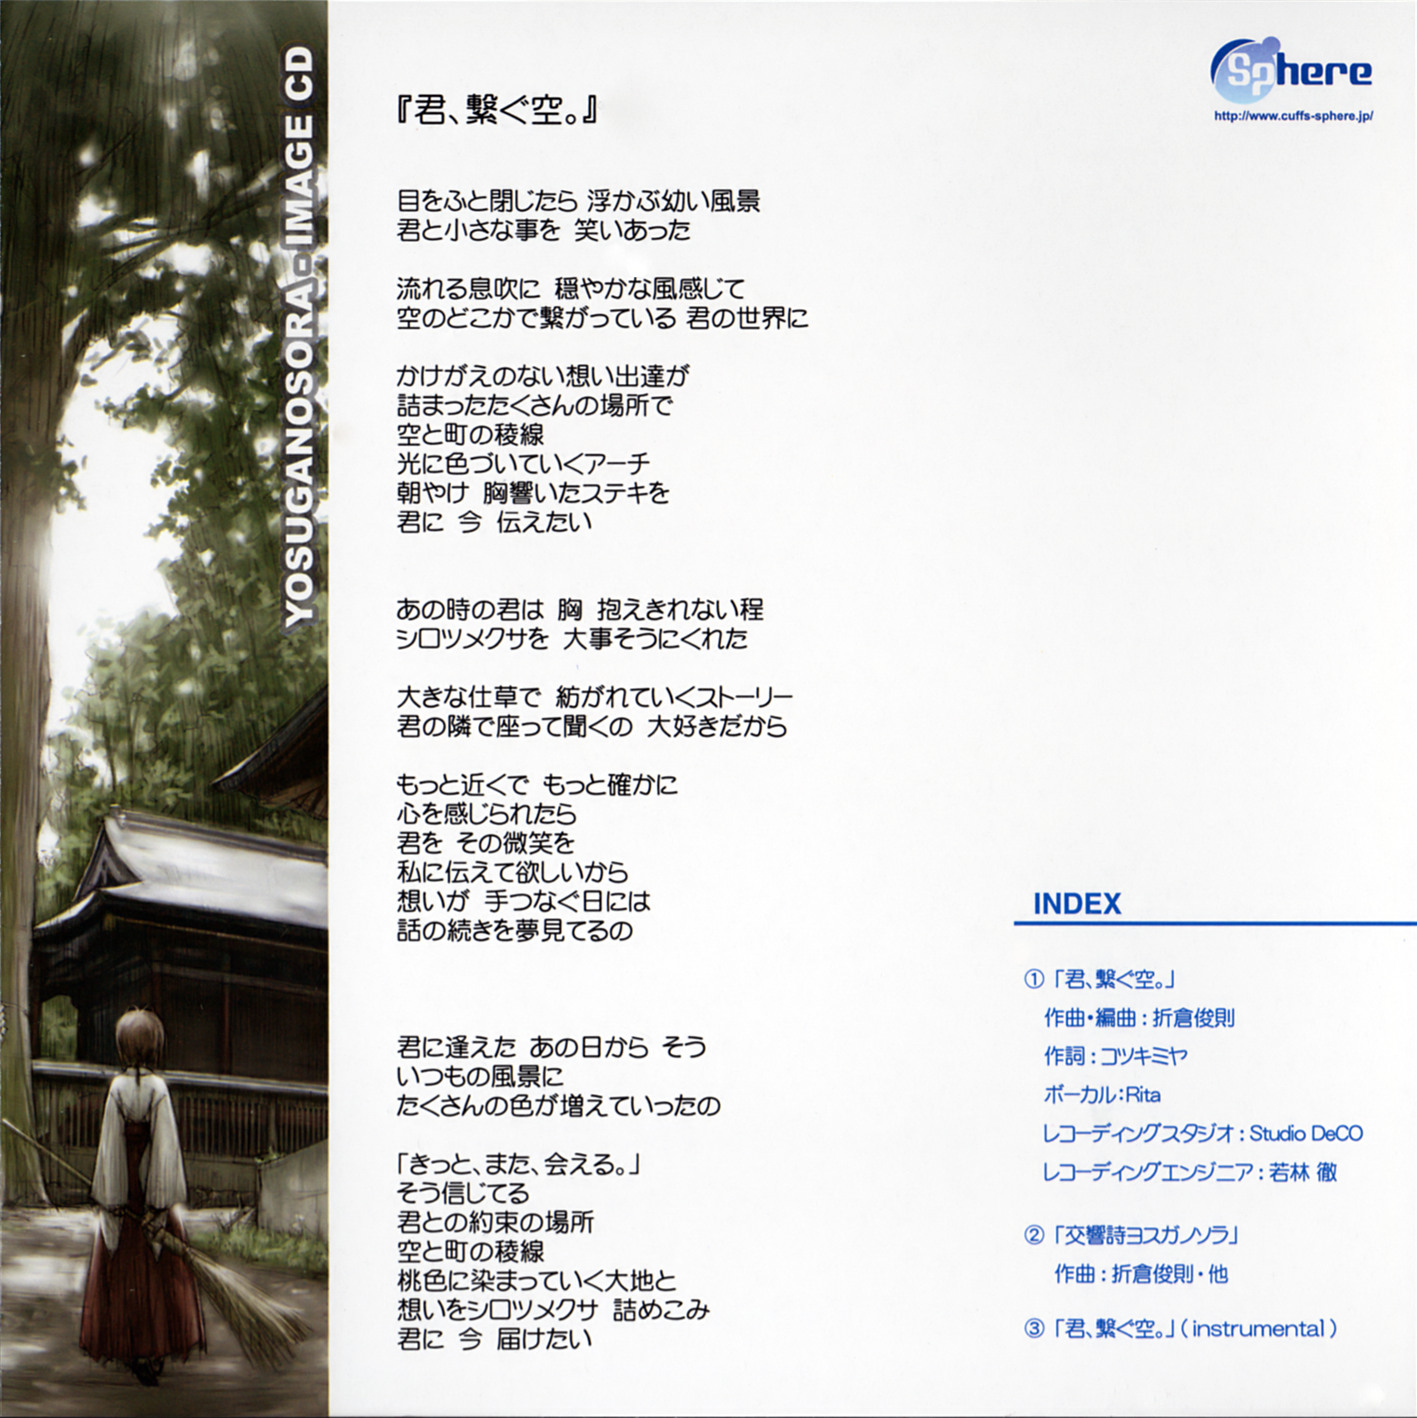 YOSUGANOSORA - IMAGE CD
Sphere
http://www.cuffs-sphere.jp/
『君、繋ぐ空。』
目をふと閉じたら 浮かぶ幼い風景
君と小さな事を 笑いあった
流れる息吹に 穏やかな風感じて
空のどこかで繋がっている 君の世界に
かけがえのない想い出達が
詰まったたくさんの場所で
空と町の稜線
光に色づいていくアーチ
朝やけ 胸響いたステキを
君に 今 伝えたい
あの時の君は 胸 抱えきれない程
シロツメクサを 大事そうにくれた
大きな仕草で 紡がれていくストーリー
君の隣で座って聞くの 大好きだから
もっと近くで もっと確かに
心を感じられたら
君を その微笑を
私に伝えて欲しいから
想いが 手つなぐ日には
話の続きを夢見てるの
君に逢えた あの日から そう
いつもの風景に
たくさんの色が増えていったの
「きっと、また、会える。」
そう信じてる
君との約束の場所
空と町の稜線
桃色に染まっていく大地と
想いをシロツメクサ 詰めこみ
君に 今 届けたい
INDEX
①「君、繋ぐ空。」
作曲・編曲：折倉俊則
作詞：コツキミヤ
ボーカル：Rita
レコーディングスタジオ：Studio DeCO
レコーディングエンジニア：若林 徹
②「交響詩ヨスガノソラ」
作曲：折倉俊則・他
③「君、繋ぐ空。」(instrumental)